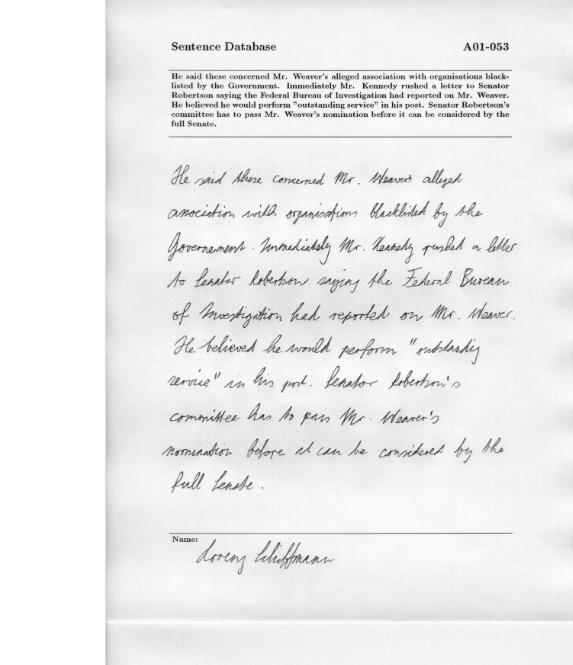 Sentence Database A01-053
He said these concerned Mr. Weaver's alleged association with organisations black-
listed by the Government. Immediately Mr. Kennedy rushed a letter to Senator
Robertson saying the Federal Bureau of Investigation had reported on Mr. Weaver.
He believed he would perform "outstanding service" in his post. Senator Robertson's
committee has to pass Mr. Weaver's nomination before it can be considered by the
full Senate.
He said these concerned Mr. Weavers alleged
association with organisations blacklisted by the
Governement. Immediately Mr. Kennedy rushed a letter
to Senator Robertson saying the Federal Bureau
of Investigation had reported on Mr. Weaver.
He believed he would perform "outstanding
service" in his post. Senator Robertson's
committee has to pass Mr. Weaver's
nomination before it can be considered by the
full Senate.
Name:
Lorenz Schiffmann